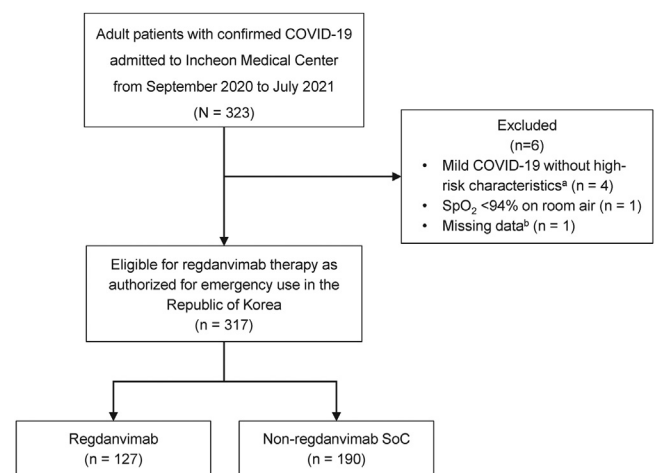 Adult patients with confirmed COVID-19
admitted to Incheon Medical Center
from September 2020 to July 2021
(N = 323)
Excluded
(n=6)
• Mild COVID-19 without high-
risk characteristicsᵃ (n = 4)
• SpO₂ <94% on room air (n = 1)
• Missing dataᵇ (n = 1)
Eligible for regdanvimab therapy as
authorized for emergency use in the
Republic of Korea
(n = 317)
Regdanvimab
(n = 127)
Non-regdanvimab SoC
(n = 190)